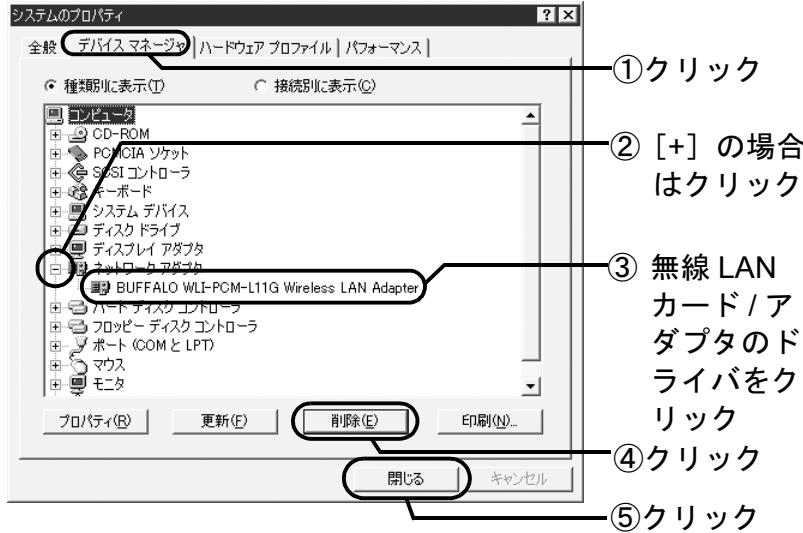 システムのプロパティ
全般 デバイス マネージャ ハードウェア プロファイル パフォーマンス
種類別に表示(T) 接続別に表示(C)
コンピュータ
CD-ROM
PCMCIA ソケット
SCSI コントローラ
キーボード
システム デバイス
ディスク ドライブ
ディスプレイ アダプタ
ネットワーク アダプタ
BUFFALO WLI-PCM-L11G Wireless LAN Adapter
ハード ディスク コントローラ
フロッピー ディスク コントローラ
ポート (COM と LPT)
マウス
モニタ
プロパティ(R) 更新(F) 削除(E) 印刷(N)...
閉じる キャンセル
①クリック
②[+]の場合
はクリック
③ 無線 LAN
カード / ア
ダプタのド
ライバをク
リック
④クリック
⑤クリック